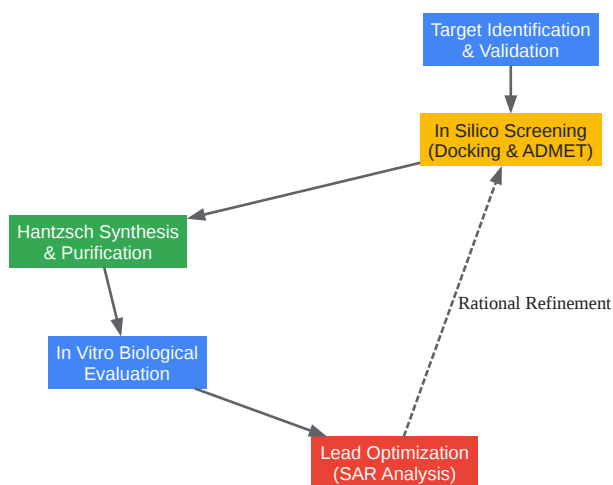 Target Identification
& Validation
In Silico Screening
(Docking & ADMET)
Hantzsch Synthesis
& Purification
Rational Refinement
In Vitro Biological
Evaluation
Lead Optimization
(SAR Analysis)